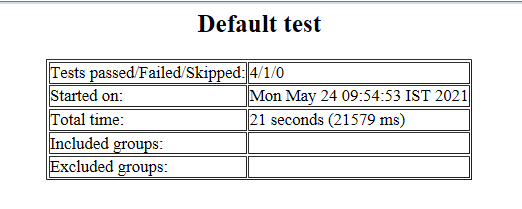 Default test
Tests passed/Failed/Skipped: 4/1/0
Started on: Mon May 24 09:54:53 IST 2021
Total time: 21 seconds (21579 ms)
Included groups:
Excluded groups: